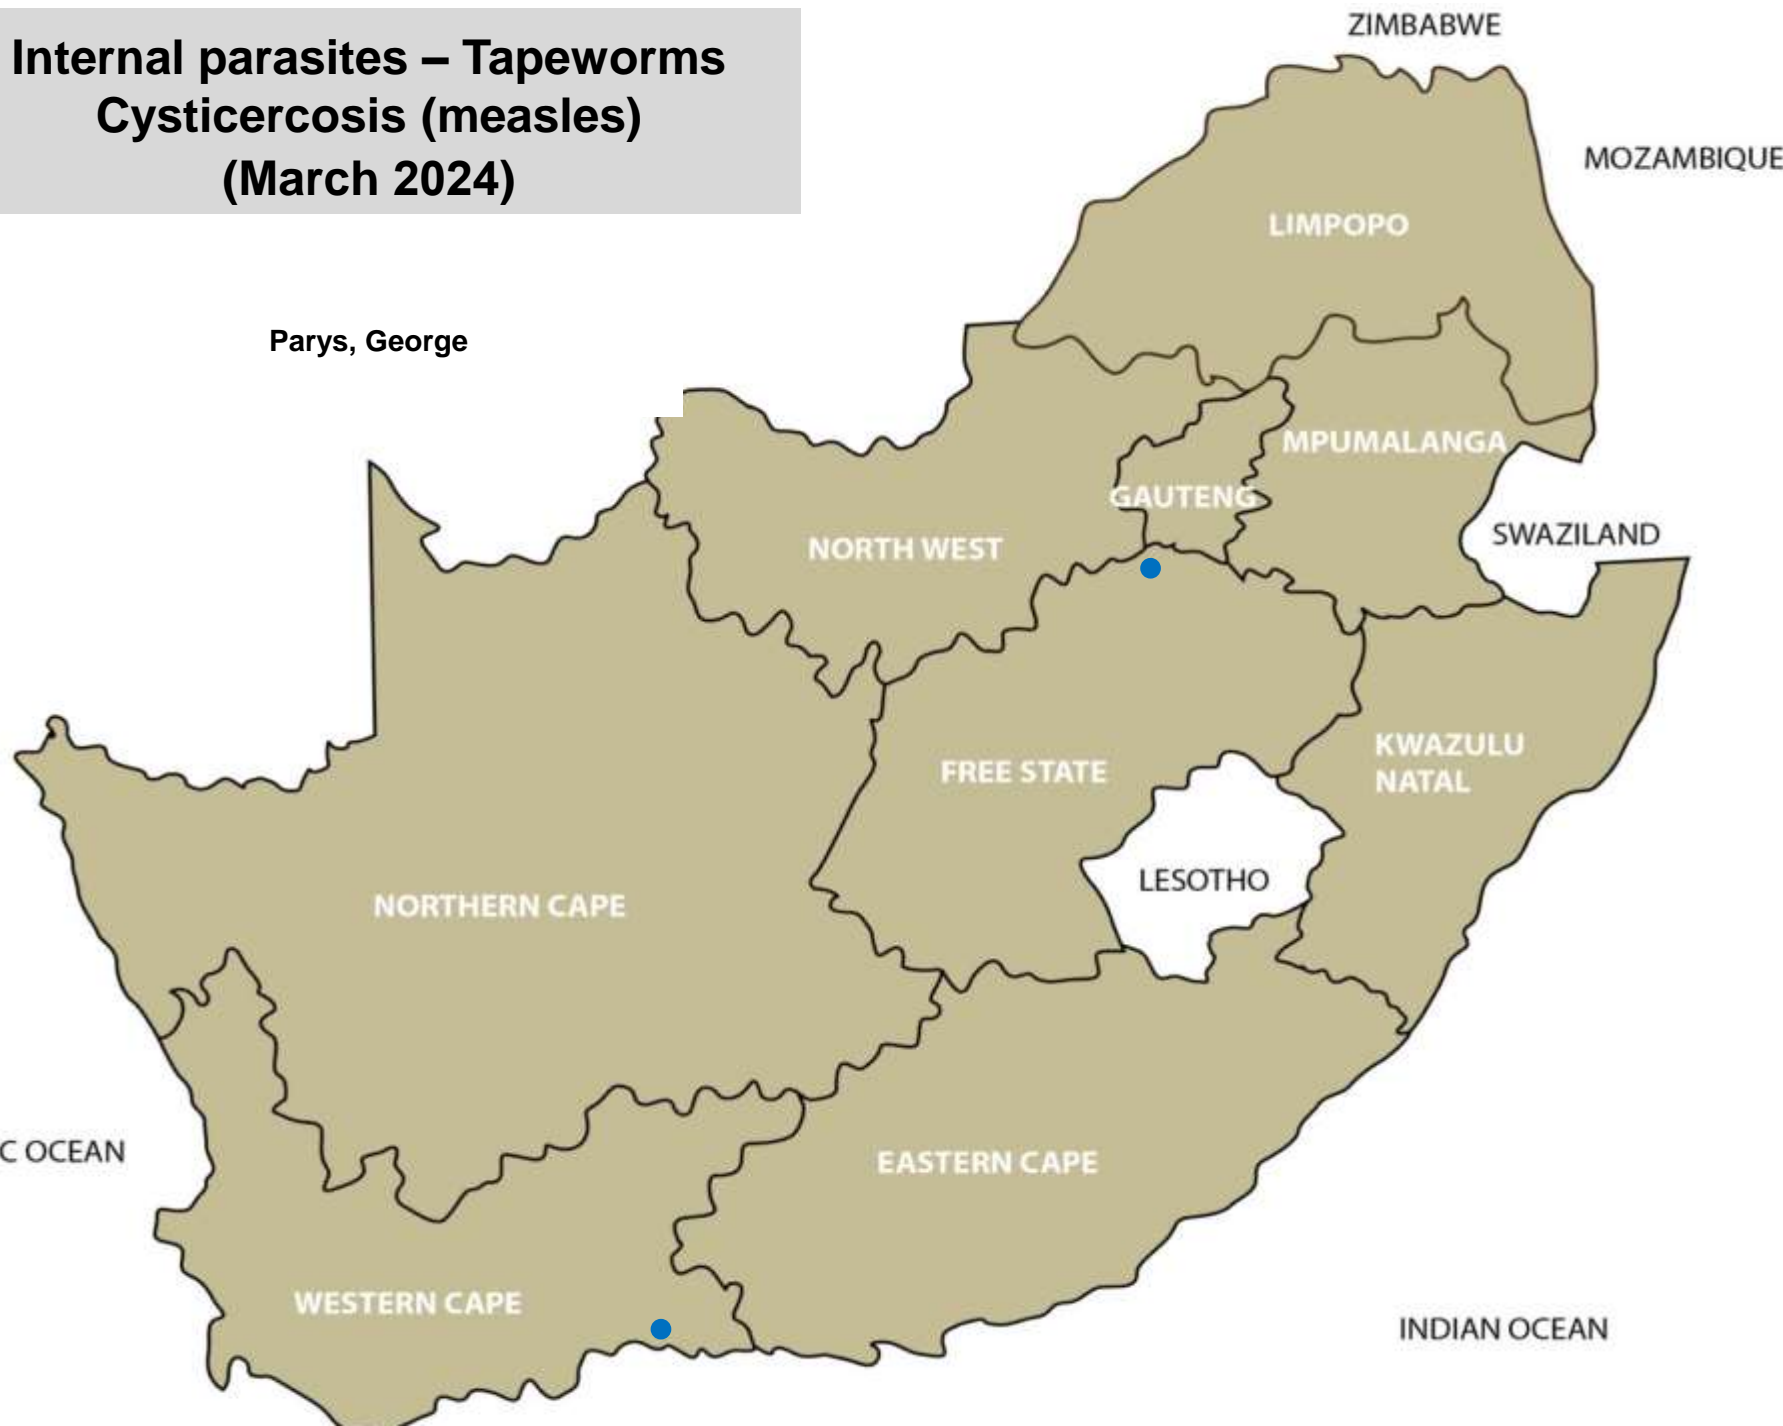 Internal parasites – Tapeworms
Cysticercosis (measles)
(March 2024)
ZIMBABWE
MOZAMBIQUE
LIMPOPO
Parys, George
MPUMALANGA
GAUTENG
SWAZILAND
NORTH WEST
KWAZULU
NATAL
FREE STATE
LESOTHO
NORTHERN CAPE
C OCEAN
EASTERN CAPE
WESTERN CAPE
INDIAN OCEAN